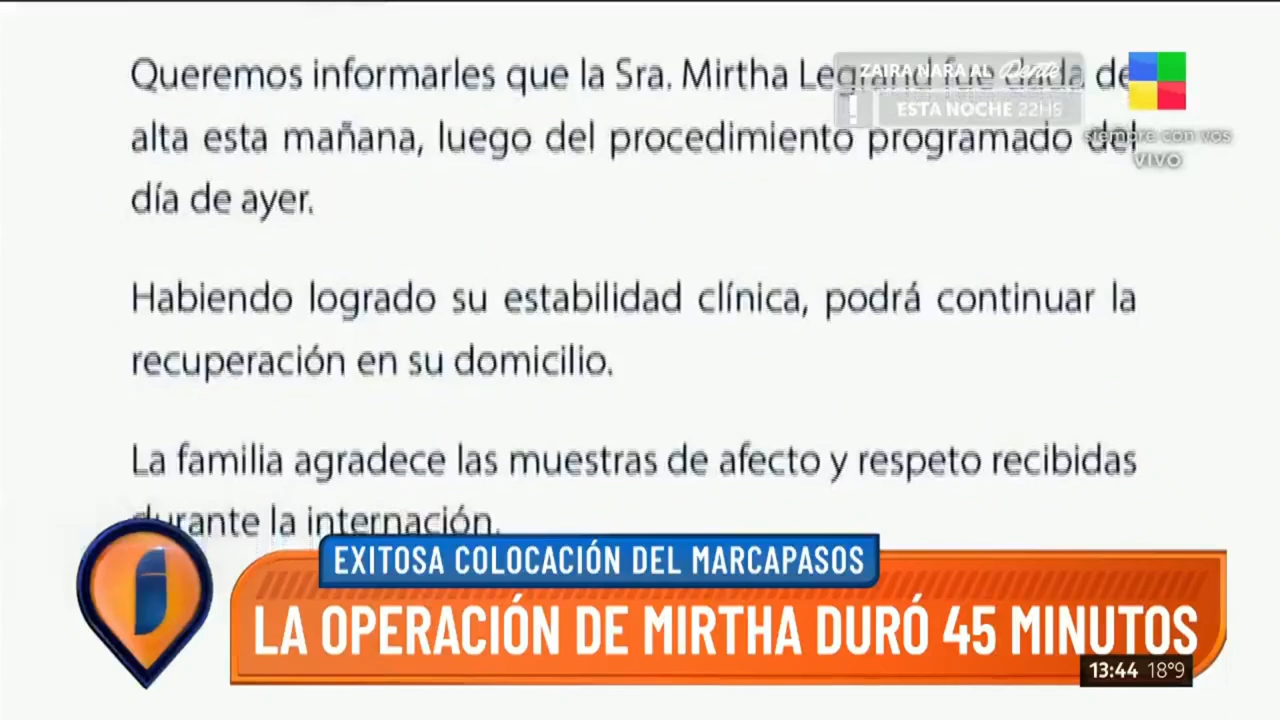 Queremos informarles que la Sra. Mirtha Legrand fue dada de
alta esta mañana, luego del procedimiento programado del
día de ayer.
Habiendo logrado su estabilidad clínica, podrá continuar la
recuperación en su domicilio.
La familia agradece las muestras de afecto y respeto recibidas
durante la internación.
ZAIRA NARA AL Dente
! ESTA NOCHE 22HS
siempre con vos
VIVO
EXITOSA COLOCACIÓN DEL MARCAPASOS
LA OPERACIÓN DE MIRTHA DURÓ 45 MINUTOS
13:44 18°9